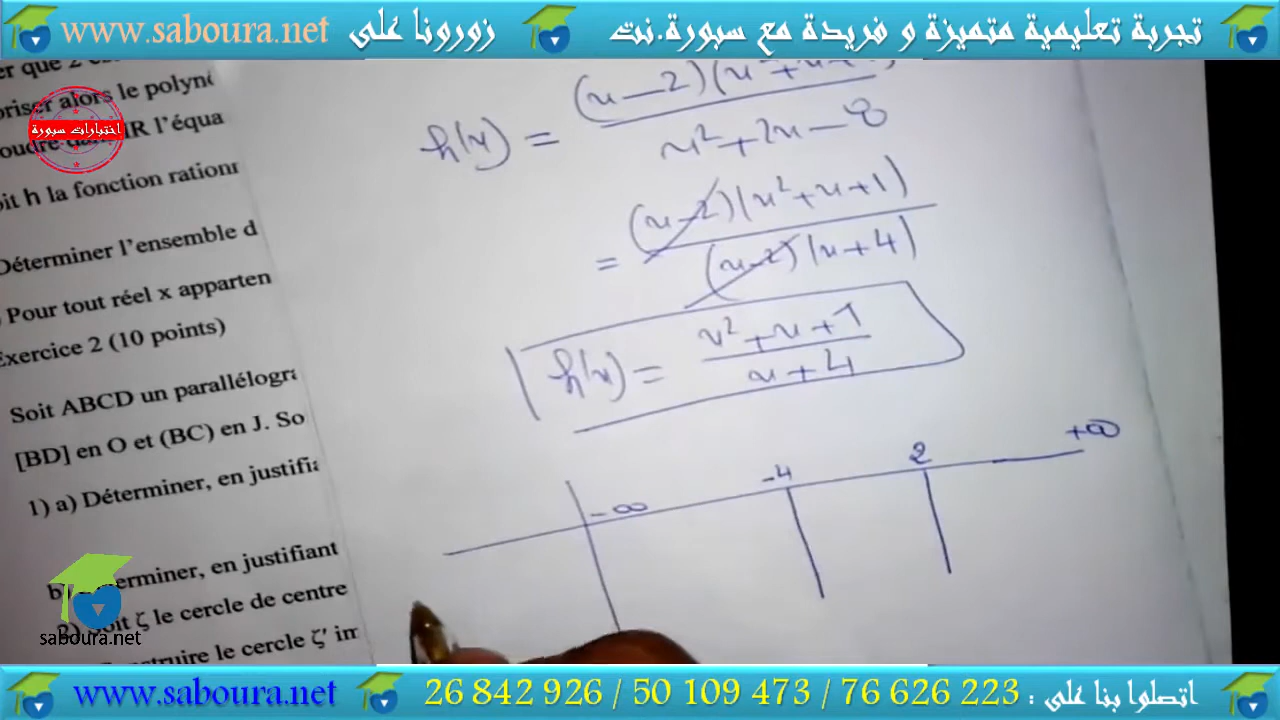 www.saboura.net زورونا على تجربة تعليمية متميزة و فريدة مع سبورة.نت
er que 2
oriser alors le polynô
IR l'équa
oit h la fonction rationn
Déterminer l'ensemble d
Pour tout réel x apparten
Exercice 2 (10 points)
Soit ABCD un parallélogra
[BD] en O et (BC) en J. So
1) a) Déterminer, en justifia
b) Déterminer, en justifiant
2) Soit ζ le cercle de centre
le cercle ζ' im
اختبارات سبورة
h(x) = (x-2)(x²+x+
x²+2x-8
= (x-2)(x²+x+1)
(x-2)(x+4)
h(x) = x²+x+1
x+4
-∞ -4 2 +∞
saboura.net
www.saboura.net 26 842 926 / 50 109 473 / 76 626 223 : اتصلوا بنا على